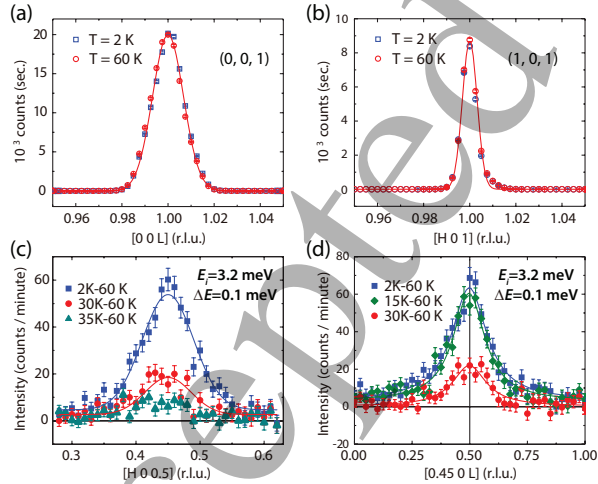 (a)
20
15
10
5
0
10 ³ counts (sec.)
T = 2 K
T = 60 K
(0, 0, 1)
0.96 0.98 1.00 1.02 1.04
[0 0 L] (r.l.u.)
(b)
10
8
6
4
2
0
10 ³ counts (sec.)
T = 2 K
T = 60 K
(1, 0, 1)
0.96 0.98 1.00 1.02 1.04
[H 0 1] (r.l.u.)
(c)
60
40
20
0
Intensity (counts / minute)
2K-60 K
30K-60 K
35K-60 K
Ei=3.2 meV
ΔE=0.1 meV
0.3 0.4 0.5 0.6
[H 0 0.5] (r.l.u.)
(d)
80
60
40
20
0
-20
Intensity (counts / minute)
2K-60 K
15K-60 K
30K-60 K
Ei=3.2 meV
ΔE=0.1 meV
0.00 0.25 0.50 0.75 1.00
[0.45 0 L] (r.l.u.)